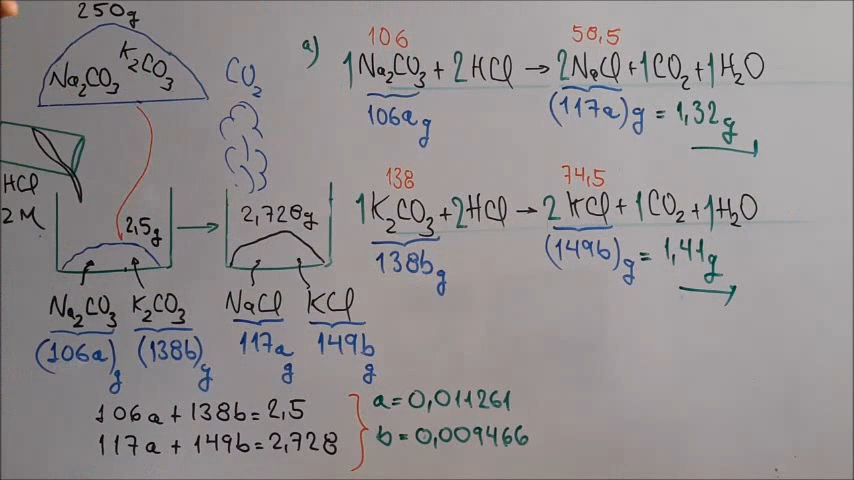 250g
Na₂CO₃ K₂CO₃
HCl
2M
2,5g
Na₂CO₃ K₂CO₃
(106a)g (138b)g
CO₂
2,728g
NaCl KCl
117a g 149b g
106a + 138b = 2,5
117a + 149b = 2,728
a = 0,011261
b = 0,009466
a)
106 58,5
1Na₂CO₃ + 2HCl → 2NaCl + 1CO₂ + 1H₂O
106a g (117a)g = 1,32g
138 74,5
1K₂CO₃ + 2HCl → 2KCl + 1CO₂ + 1H₂O
138b g (149b)g = 1,41g